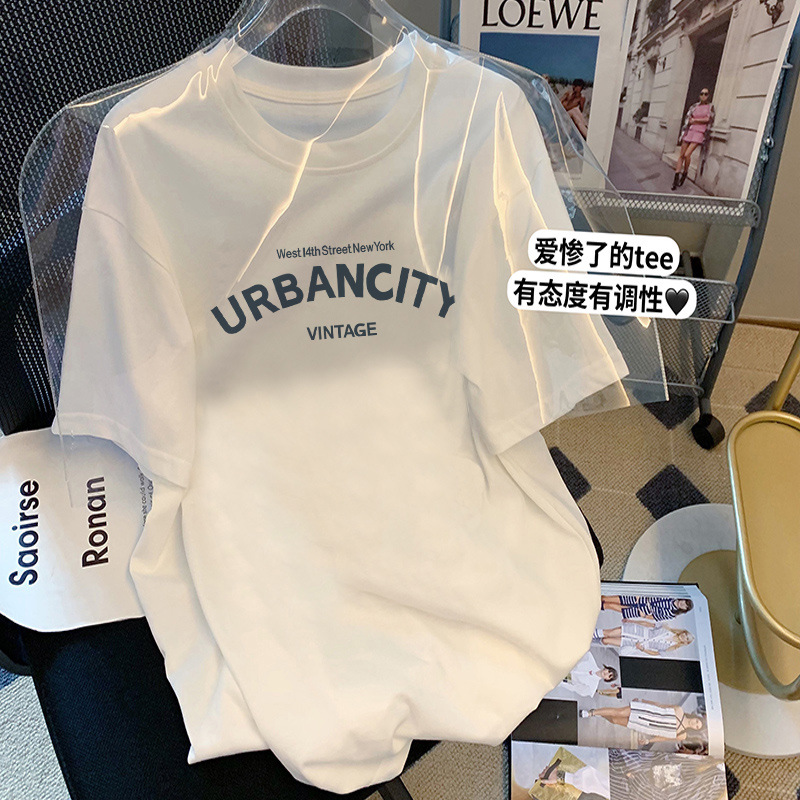 LOEWE
West 14th Street New York
URBANCITY
VINTAGE
爱惨了的tee
有态度有调性🖤
Saoirse
Ronan